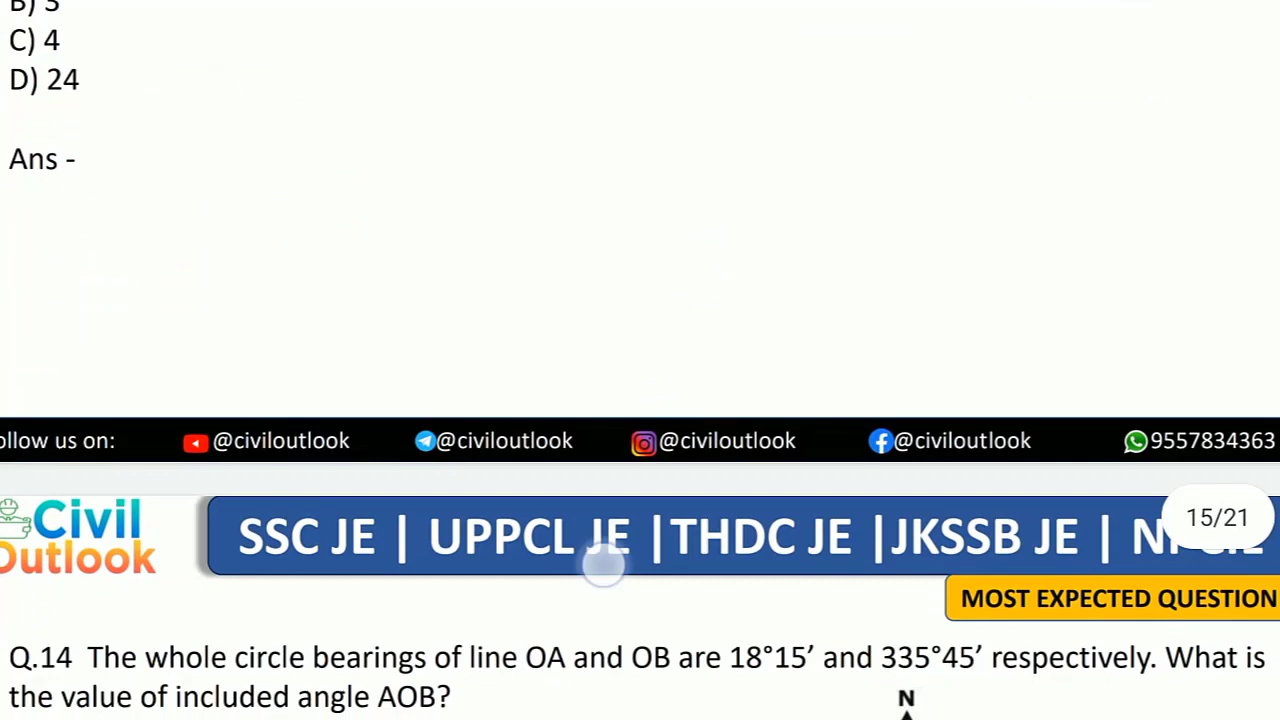 B) 3
C) 4
D) 24
Ans -
ollow us on: @civiloutlook @civiloutlook @civiloutlook @civiloutlook 9557834363
Civil
Outlook
SSC JE | UPPCL JE | THDC JE | JKSSB JE |
15/21
MOST EXPECTED QUESTION
Q.14 The whole circle bearings of line OA and OB are 18°15’ and 335°45’ respectively. What is
the value of included angle AOB?
N